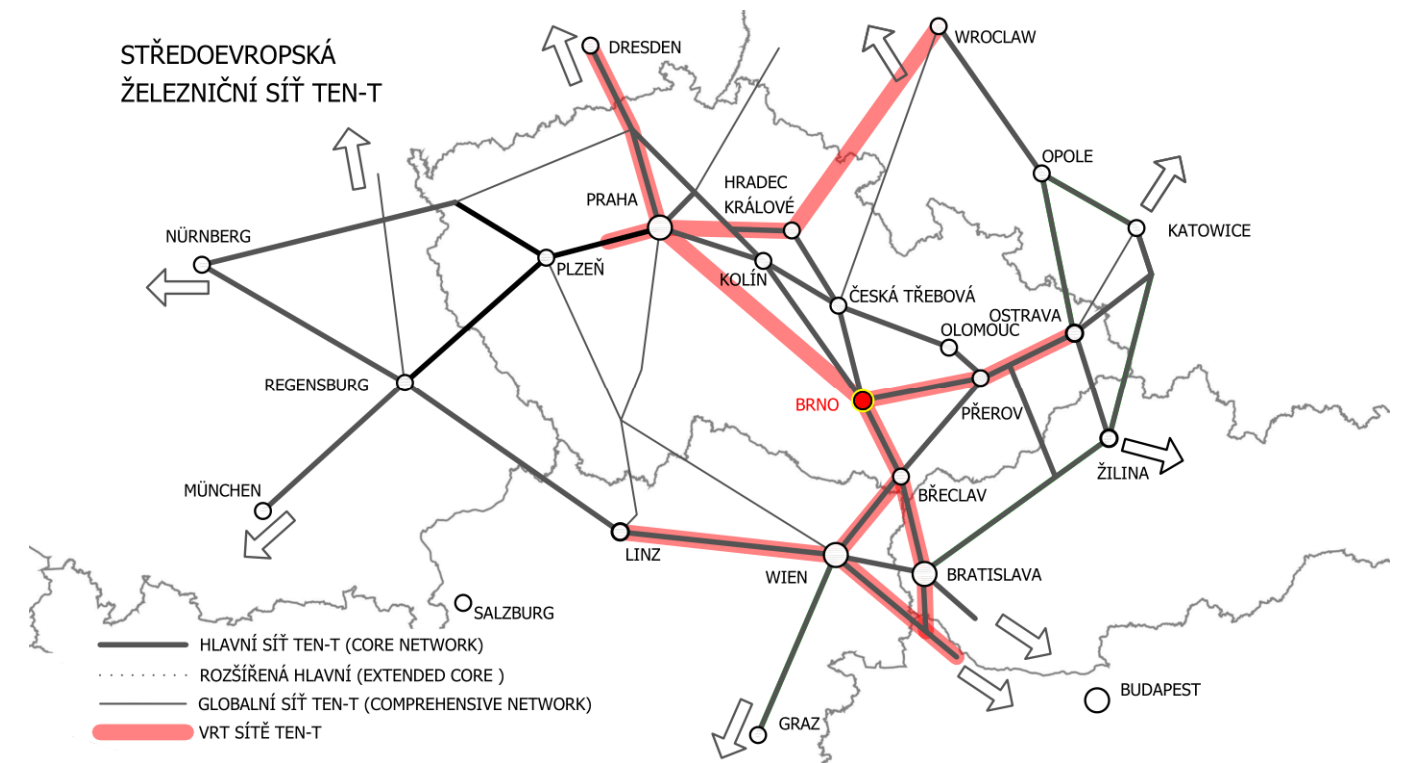 STŘEDOEVROPSKÁ
ŽELEZNIČNÍ SÍŤ TEN-T
DRESDEN
WROCLAW
OPOLE
HRADEC
KRÁLOVÉ
PRAHA
KATOWICE
NÜRNBERG
PLZEŇ
KOLÍN
ČESKÁ TŘEBOVÁ
OSTRAVA
OLOMOUC
REGENSBURG
BRNO
PŘEROV
ŽILINA
MÜNCHEN
BŘECLAV
LINZ
WIEN
BRATISLAVA
SALZBURG
HLAVNÍ SÍŤ TEN-T (CORE NETWORK)
ROZŠÍŘENÁ HLAVNÍ (EXTENDED CORE )
GLOBALNÍ SÍŤ TEN-T (COMPREHENSIVE NETWORK)
VRT SÍTĚ TEN-T
BUDAPEST
GRAZ